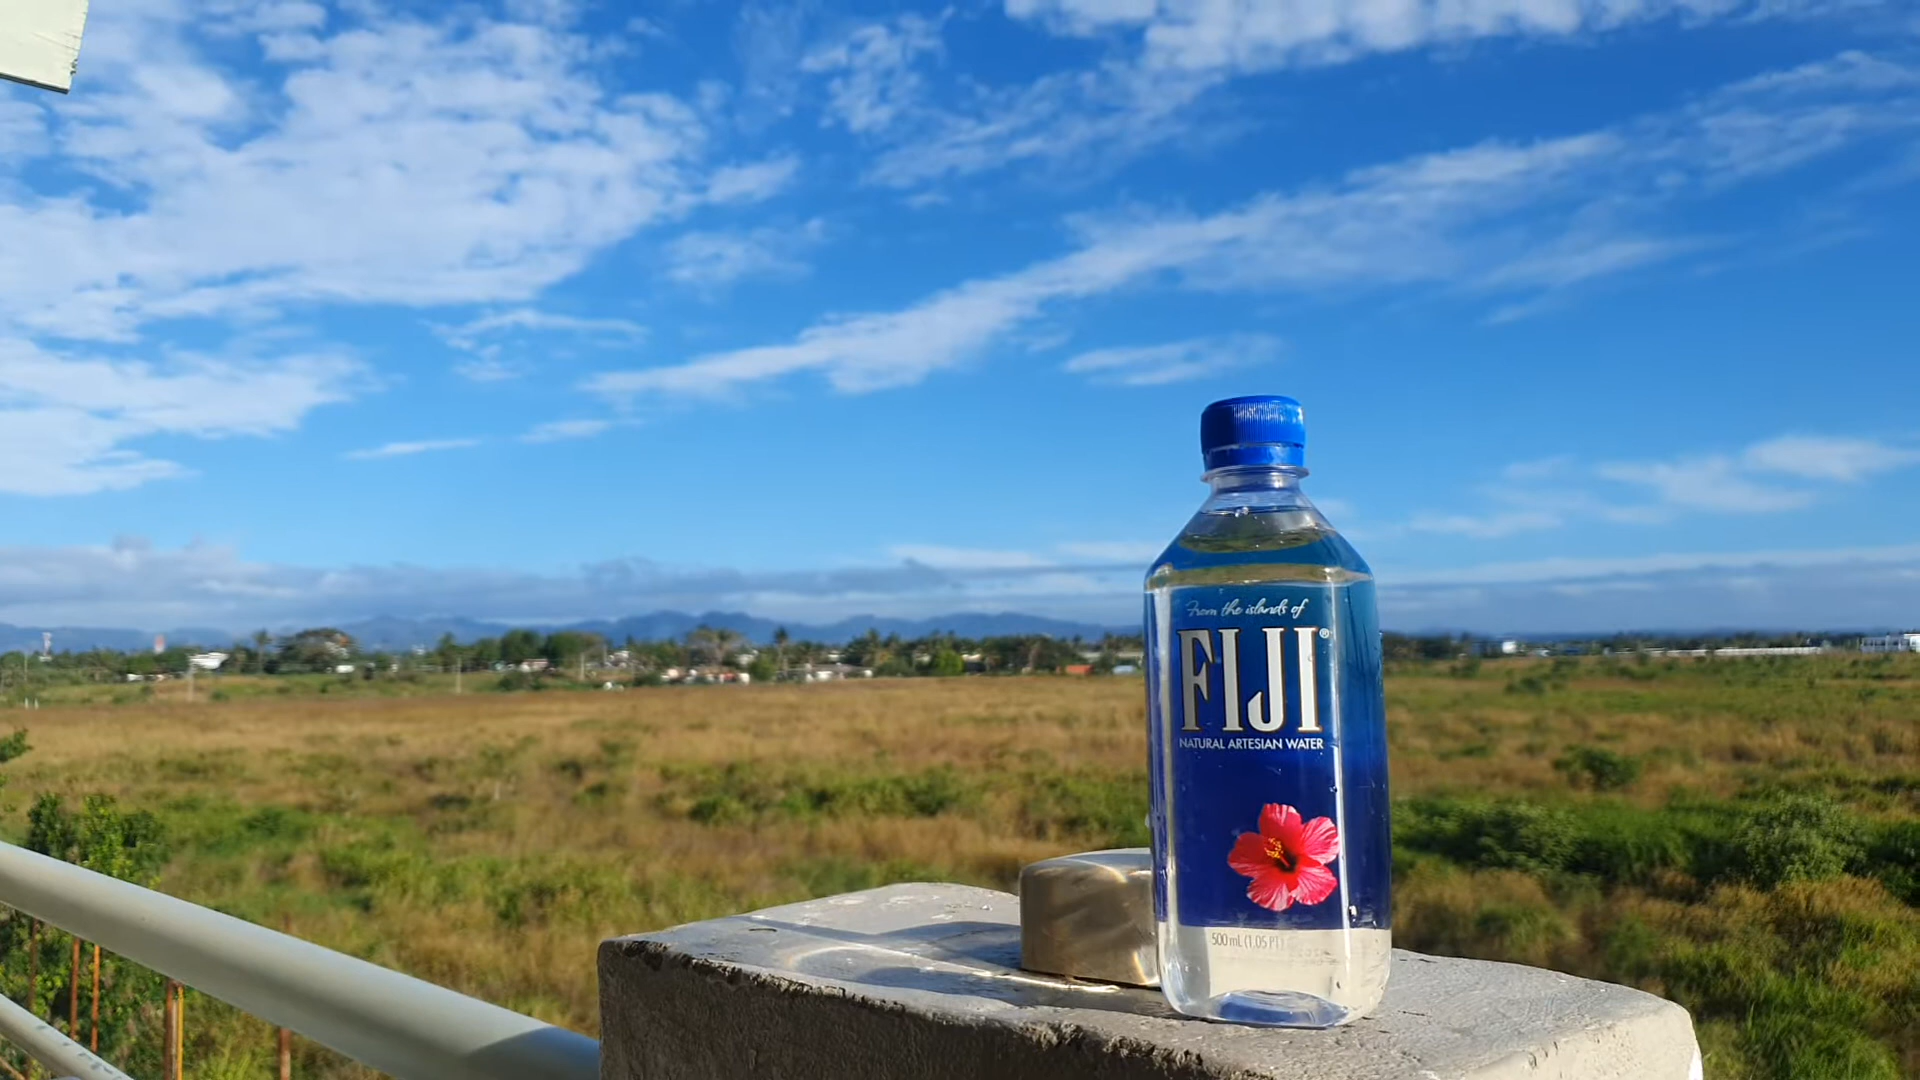 From the islands of
FIJI®
NATURAL ARTESIAN WATER
500 mL (1.05 PT)